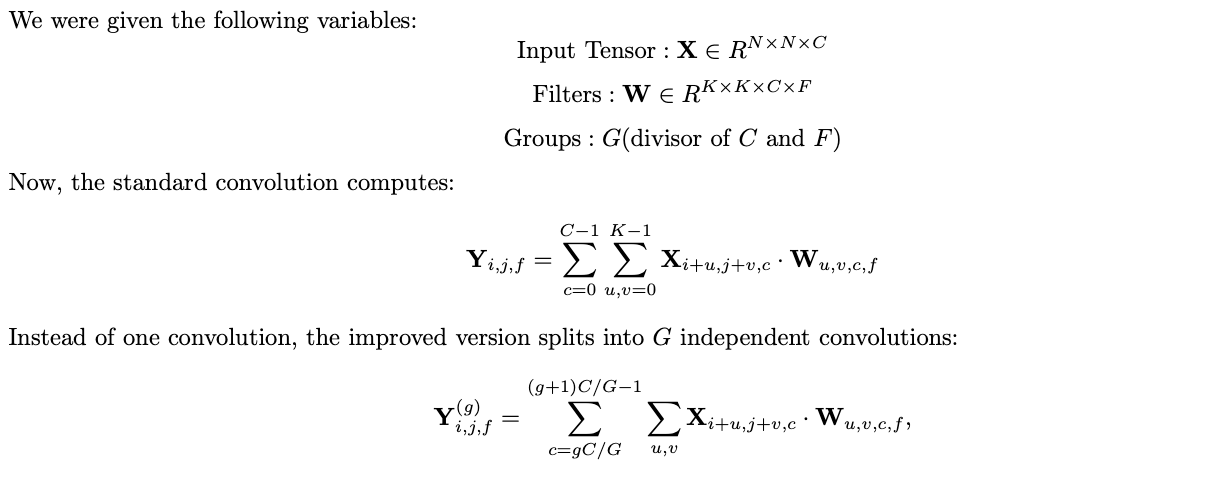 We were given the following variables:
Input Tensor : X ∈ R^{N×N×C}
Filters : W ∈ R^{K×K×C×F}
Groups : G(divisor of C and F)
Now, the standard convolution computes:
Y_{i,j,f} = \sum_{c=0}^{C−1} \sum_{u,v=0}^{K−1} X_{i+u,j+v,c} · W_{u,v,c,f}
Instead of one convolution, the improved version splits into G independent convolutions:
Y^{(g)}_{i,j,f} = \sum_{c=gC/G}^{(g+1)C/G−1} \sum_{u,v} X_{i+u,j+v,c} · W_{u,v,c,f},